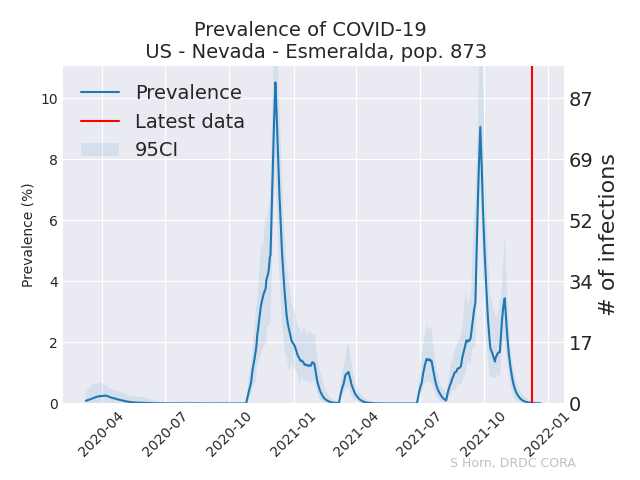 Prevalence of COVID-19
US - Nevada - Esmeralda, pop. 873
Prevalence
Latest data
95CI
Prevalence (%)
10
8
6
4
2
0
87
69
52
34
17
0
# of infections
2020-04
2020-07
2020-10
2021-01
2021-04
2021-07
2021-10
2022-01
S Horn, DRDC CORA